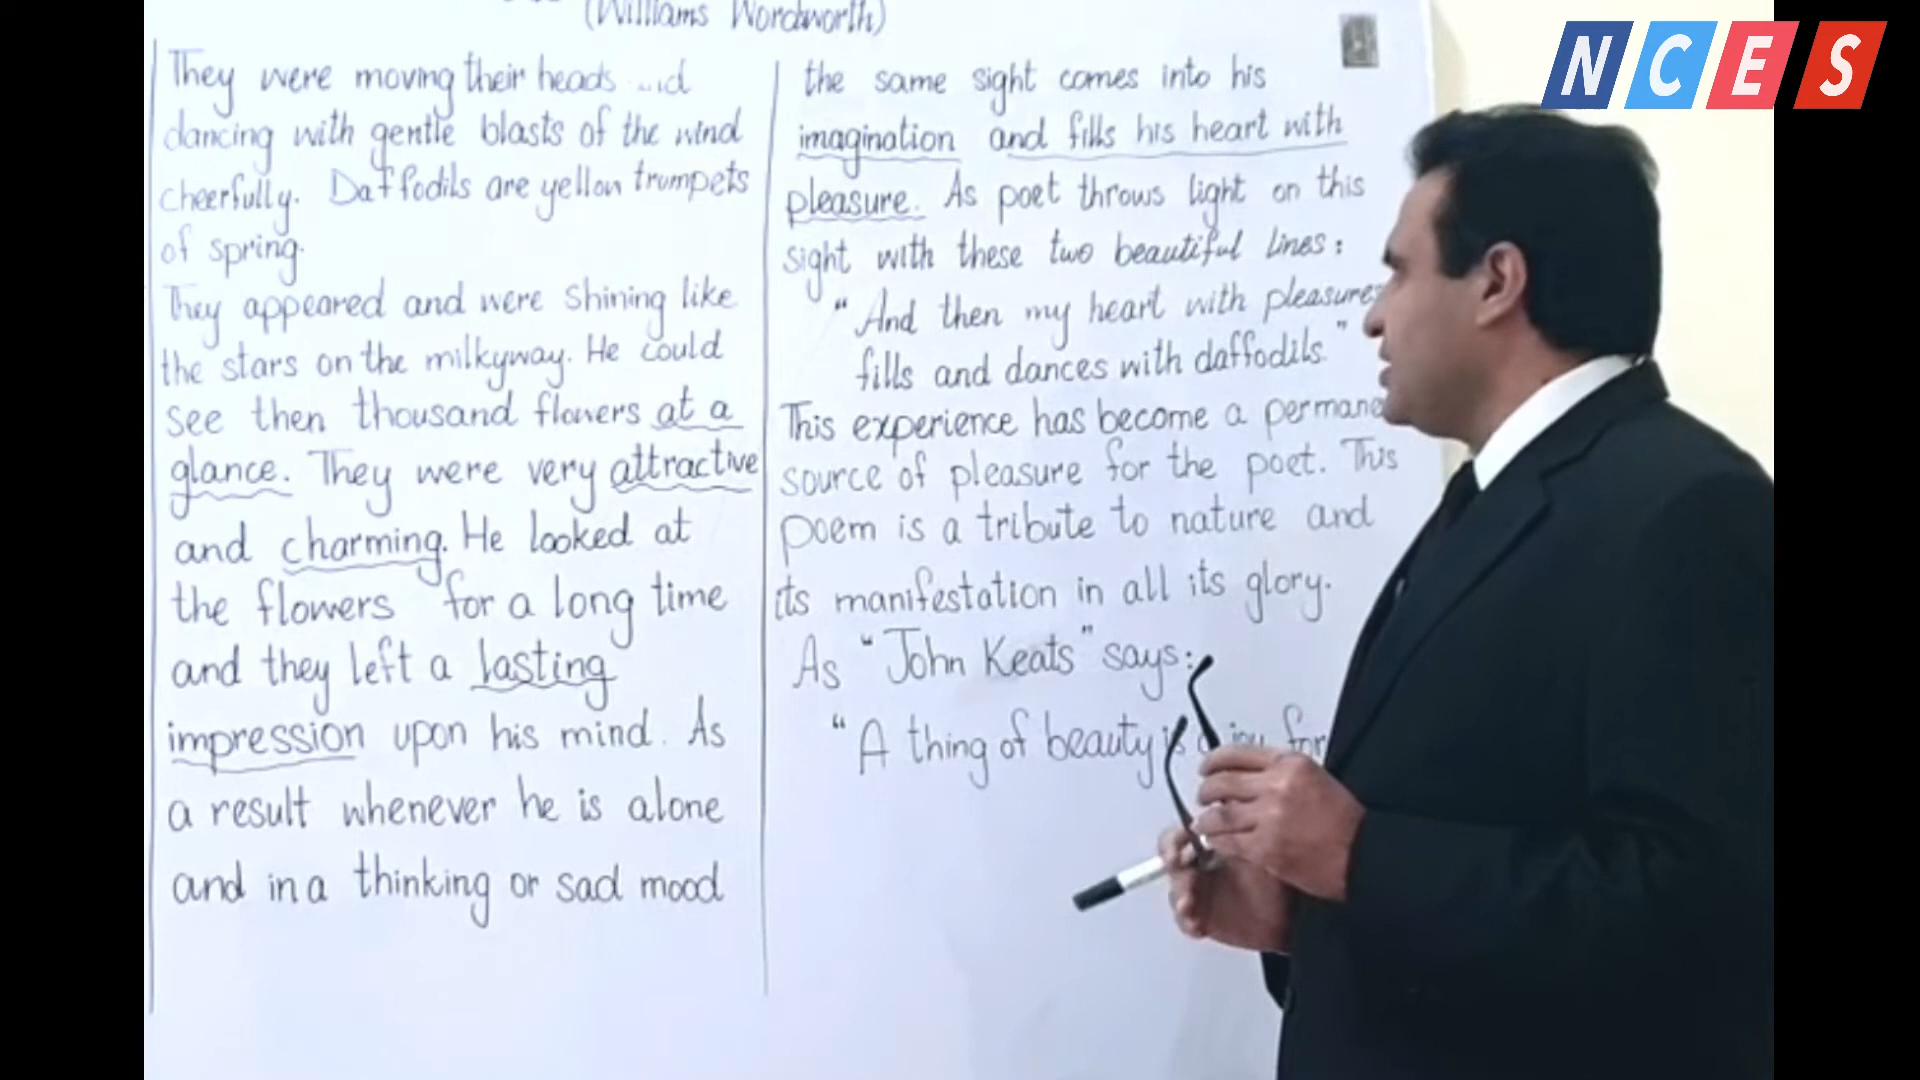 (Williams Wordworth)
They were moving their heads
dancing with gentle blasts of the wind
cheerfully. Daffodils are yellow trumpets
of spring.
They appeared and were shining like
the stars on the milkyway. He could
see then thousand flowers at a
glance. They were very attractive
and charming. He looked at
the flowers for a long time
and they left a lasting
impression upon his mind. As
a result whenever he is alone
and in a thinking or sad mood
the same sight comes into his
imagination and fills his heart with
pleasure. As poet throws light on this
sight with these two beautiful lines:
"And then my heart with pleasure
fills and dances with daffodils."
This experience has become a
source of pleasure for the poet. This
poem is a tribute to nature and
its manifestation in all its glory.
As "John Keats" says:
"A thing of beauty is
NCES